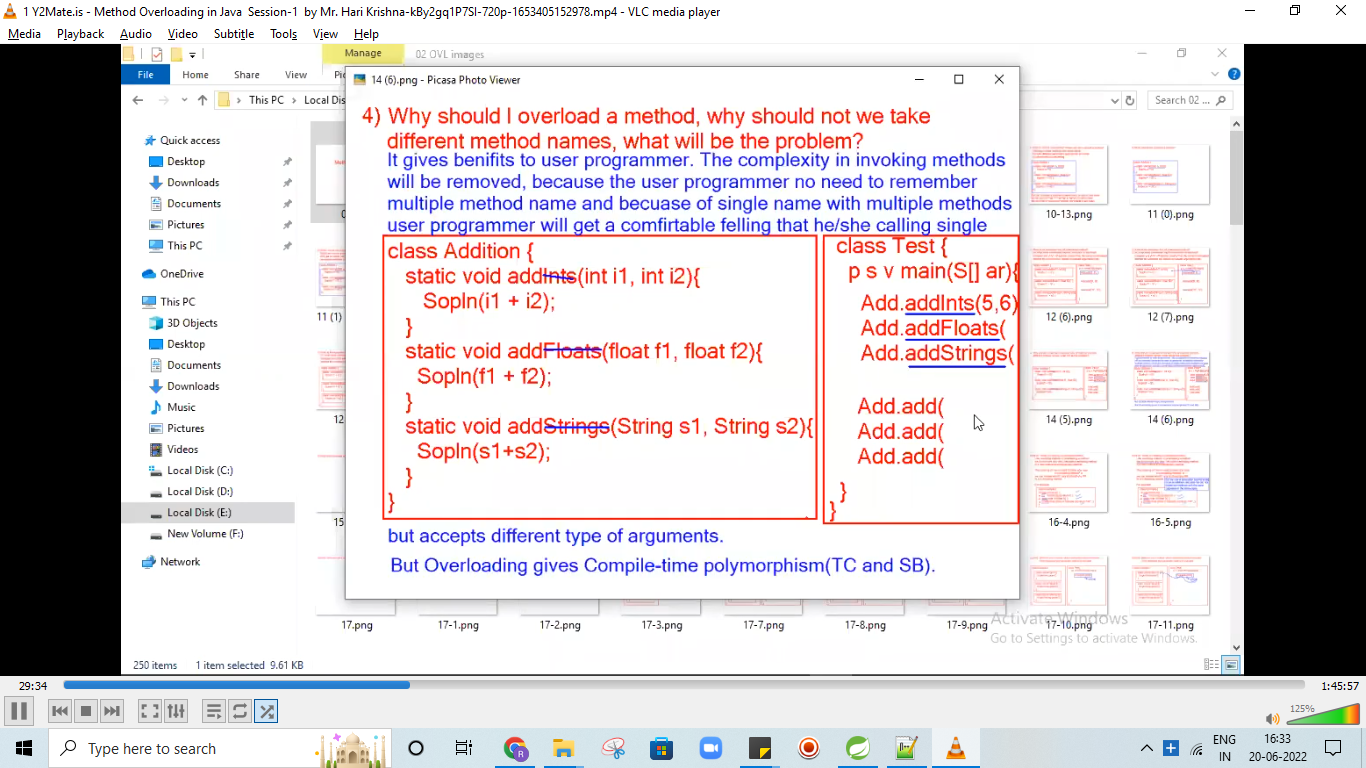 1 Y2Mate.is - Method Overloading in Java  Session-1  by Mr. Hari Krishna-kBy2gq1P7SI-720p-1653405152978.mp4 - VLC media player
Media Playback Audio Video Subtitle Tools View Help
Manage 02 OVL images
File Home Share View
This PC Local Dis
Search 02 ...
14 (6).png - Picasa Photo Viewer
4) Why should I overload a method, why should not we take
different method names, what will be the problem?
It gives benifits to user programmer. The complexity in invoking methods
will be removed, because the user programmer no need to remember
multiple method name and becuase of single name with multiple methods
user programmer will get a comfirtable felling that he/she calling single
class Addition {
static void addInts(int i1, int i2){
Sopln(i1 + i2);
}
static void addFloats(float f1, float f2){
Sopln(f1 + f2);
}
static void addStrings(String s1, String s2){
Sopln(s1+s2);
}
}
class Test {
p s v main(S[] ar){
Add.addInts(5,6)
Add.addFloats(
Add.addStrings(
Add.add(
Add.add(
Add.add(
}
}
but accepts different type of arguments.
But Overloading gives Compile-time polymorphism(TC and SB).
Quick access
Desktop
Downloads
Documents
Pictures
This PC
OneDrive
This PC
3D Objects
Desktop
Documents
Downloads
Music
Pictures
Videos
Local Disk (C:)
Local Disk (D:)
Local Disk (E:)
New Volume (F:)
Network
10-13.png 11 (0).png
11 (1) 12 (6).png 12 (7).png
12 14 (5).png 14 (6).png
15 16-4.png 16-5.png
17.png 17-1.png 17-2.png 17-3.png 17-7.png 17-8.png 17-9.png 17-10.png 17-11.png
Activate Windows
Go to Settings to activate Windows.
250 items 1 item selected 9.61 KB
29:34 1:45:57
125%
Type here to search
R
ENG
IN
16:33
20-06-2022